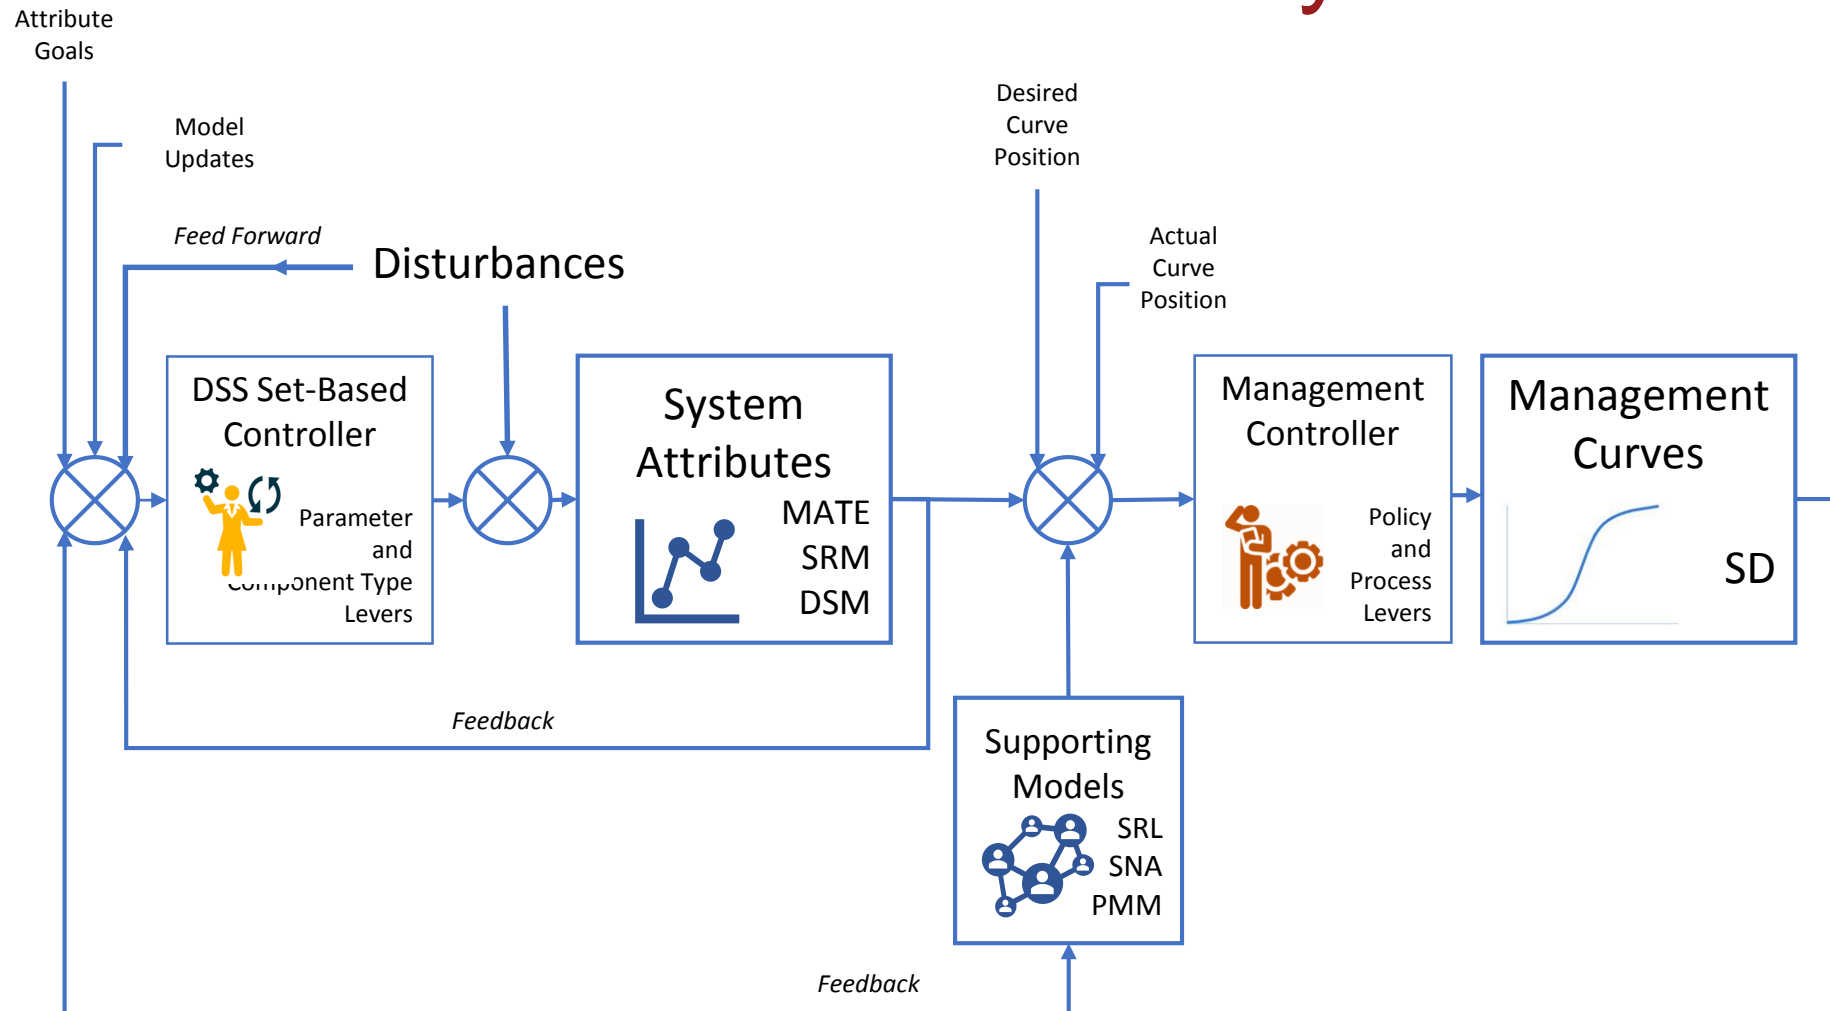 Attribute
Goals
Model
Updates
Feed Forward
Disturbances
Desired
Curve
Position
Actual
Curve
Position
DSS Set-Based
Controller
Parameter
and
Component Type
Levers
System
Attributes
MATE
SRM
DSM
Management
Controller
Policy
and
Process
Levers
Management
Curves
SD
Feedback
Supporting
Models
SRL
SNA
PMM
Feedback